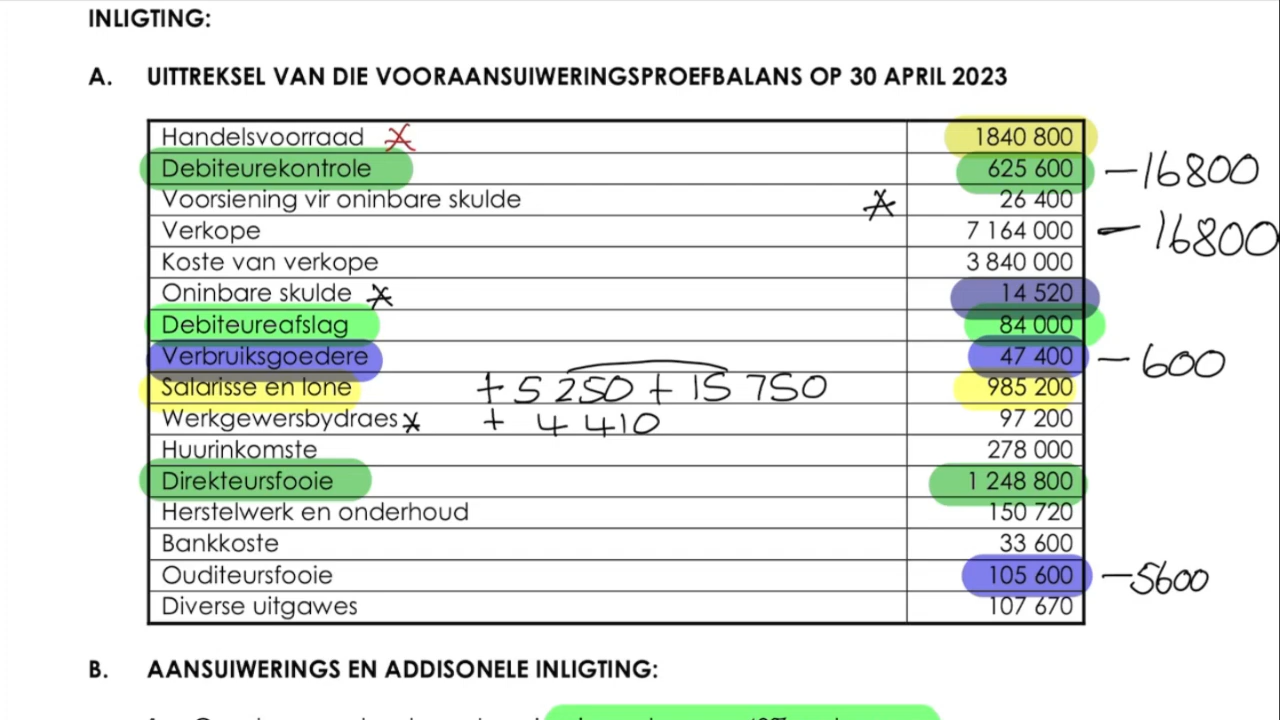 INLIGTING:
A. UITTREKSEL VAN DIE VOORAANSUIWERINGSPROEFBALANS OP 30 APRIL 2023
Handelsvoorraad 1840 800
Debiteurekontrole 625 600 -16800
Voorsiening vir oninbare skulde 26 400
Verkope 7 164 000 - 16800
Koste van verkope 3 840 000
Oninbare skulde 14 520
Debiteureafslag 84 000
Verbruiksgoedere 47 400 - 600
Salarisse en lone +5 250 + 15 750 985 200
Werkgewersbydraes + 4 410 97 200
Huurinkomste 278 000
Direkteursfooie 1 248 800
Herstelwerk en onderhoud 150 720
Bankkoste 33 600
Ouditeursfooie 105 600 -5600
Diverse uitgawes 107 670
B. AANSUIWERINGS EN ADDISONELE INLIGTING: